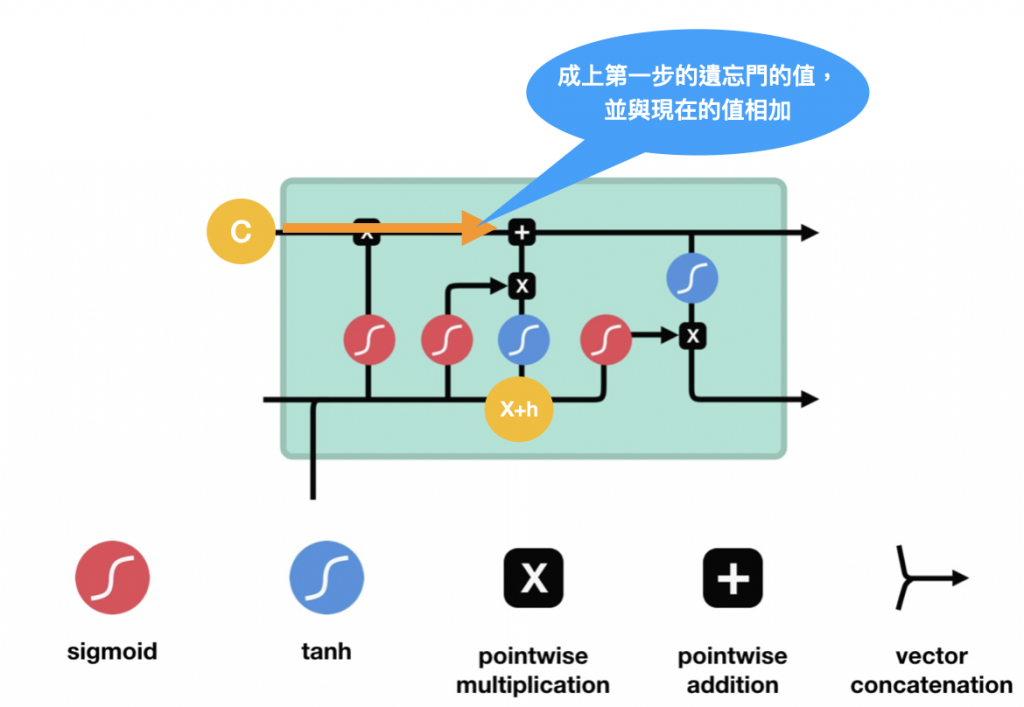 成上第一步的遺忘門的值，
並與現在的值相加
C
X
+
X
X
X+h
X
+
sigmoid
tanh
pointwise
multiplication
pointwise
addition
vector
concatenation